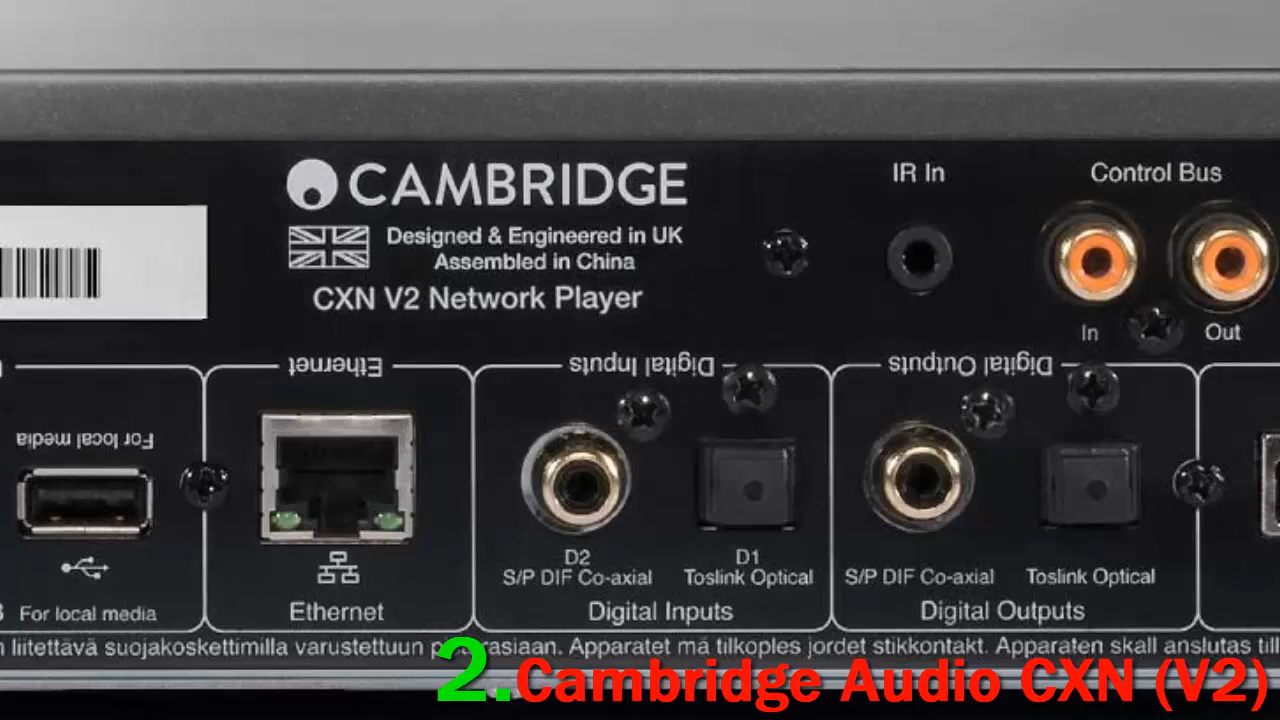 CAMBRIDGE
Designed & Engineered in UK
Assembled in China
CXN V2 Network Player
IR In
Control Bus
In
Out
Ethernet
Digital Inputs
Digital Outputs
For local media
D2
S/P DIF Co-axial
D1
Toslink Optical
S/P DIF Co-axial
Toslink Optical
For local media
Ethernet
Digital Inputs
Digital Outputs
liitettävä suojakoskettimilla varustettuun Apparatet må tilkoples jordet stikkontakt. Apparaten skall anslutas
2.Cambridge Audio CXN (V2)